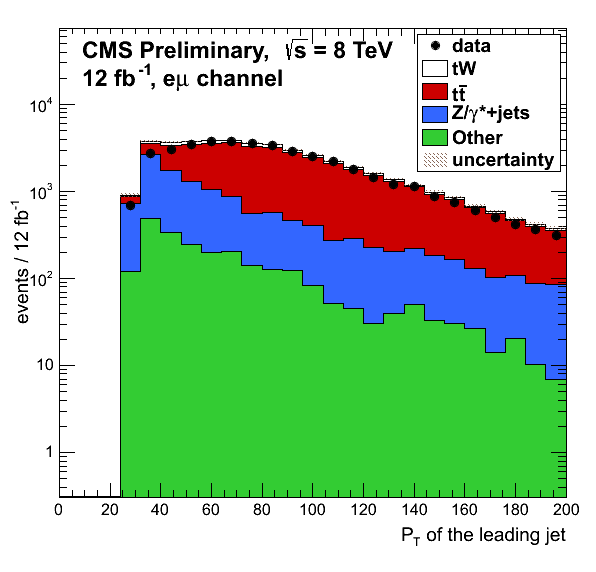 CMS Preliminary, √s = 8 TeV
12 fb⁻¹, eμ channel
data
tW
tt̄
Z/γ*+jets
Other
uncertainty
events / 12 fb⁻¹
10⁴
10³
10²
10
1
0 20 40 60 80 100 120 140 160 180 200
P_T of the leading jet